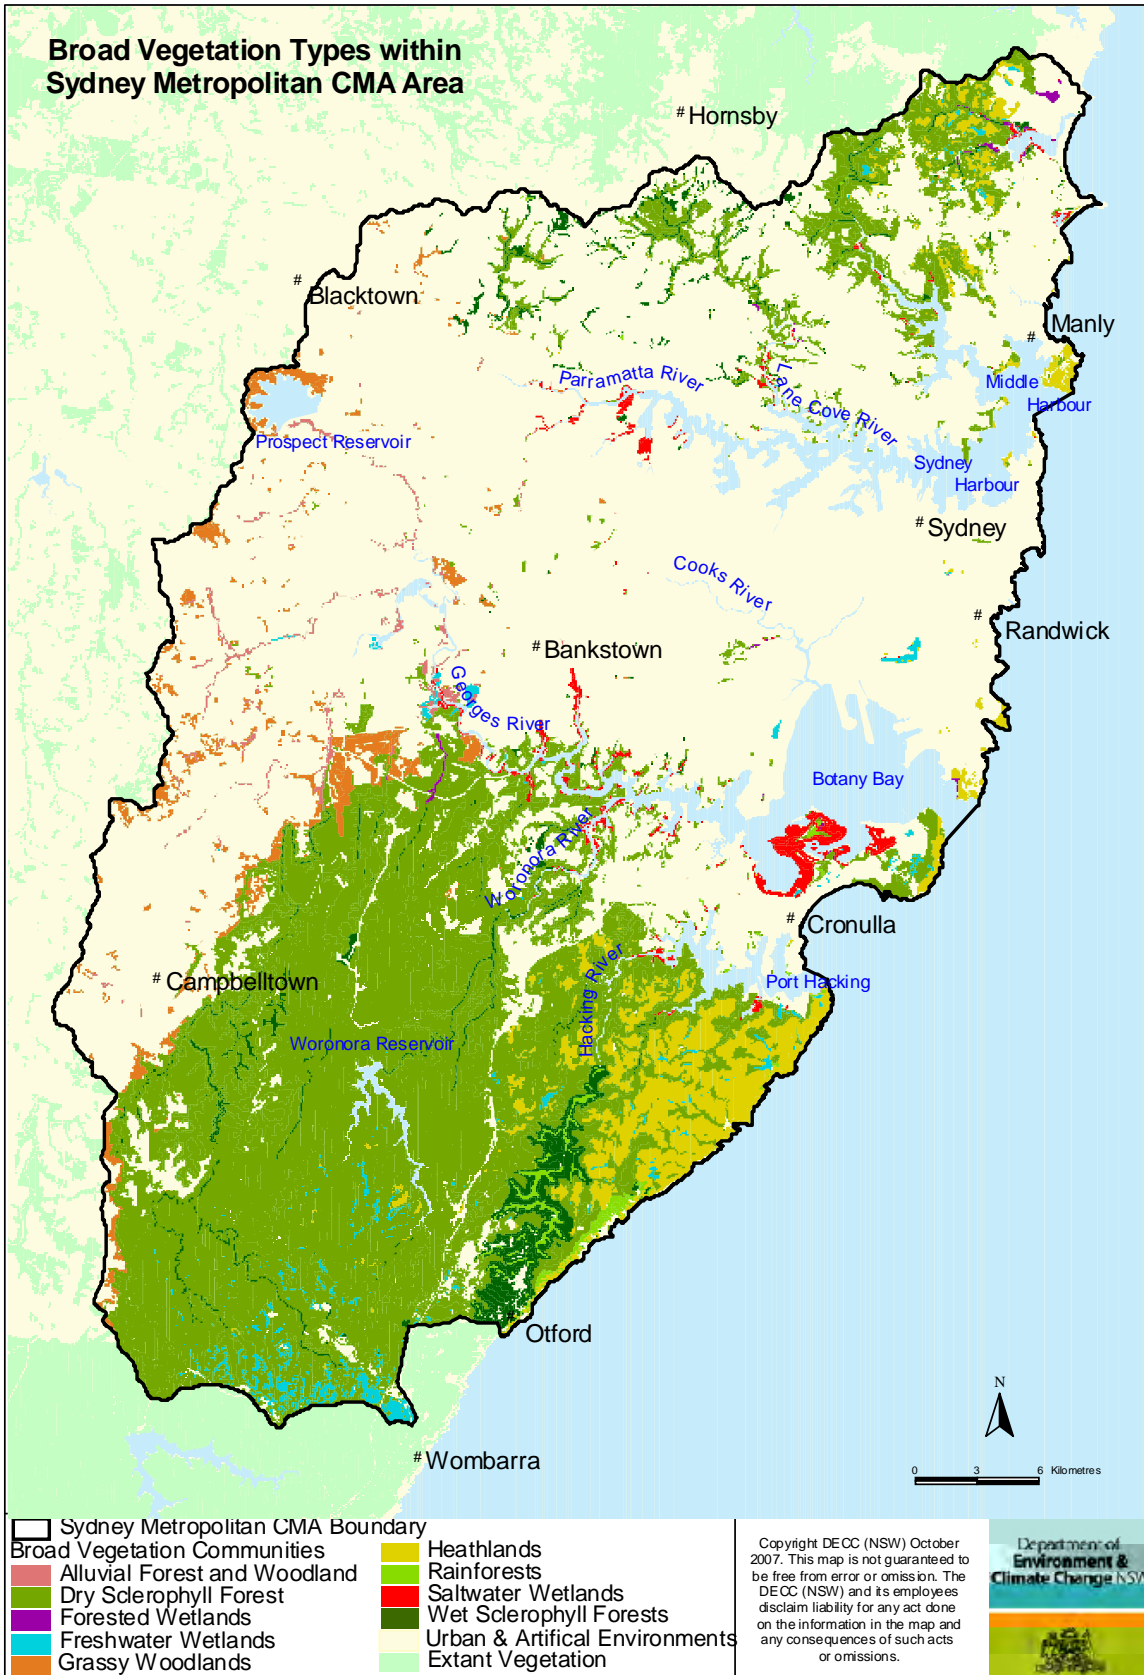 Broad Vegetation Types within
Sydney Metropolitan CMA Area
# Hornsby
# Blacktown
# Manly
Parramatta River
Lane Cove River
Middle
Harbour
Prospect Reservoir
Sydney
Harbour
# Sydney
Cooks River
# Randwick
# Bankstown
Georges River
Botany Bay
Woronora River
# Cronulla
Hacking River
# Campbelltown
Port Hacking
Woronora Reservoir
Otford
N
# Wombarra
0 3 6 Kilometres
Sydney Metropolitan CMA Boundary
Broad Vegetation Communities
Alluvial Forest and Woodland
Dry Sclerophyll Forest
Forested Wetlands
Freshwater Wetlands
Grassy Woodlands
Heathlands
Rainforests
Saltwater Wetlands
Wet Sclerophyll Forests
Urban & Artifical Environments
Extant Vegetation
Copyright DECC (NSW) October
2007. This map is not guaranteed to
be free from error or omission. The
DECC (NSW) and its employees
disclaim liability for any act done
on the information in the map and
any consequences of such acts
or omissions.
Department of
Environment &
Climate Change NSW